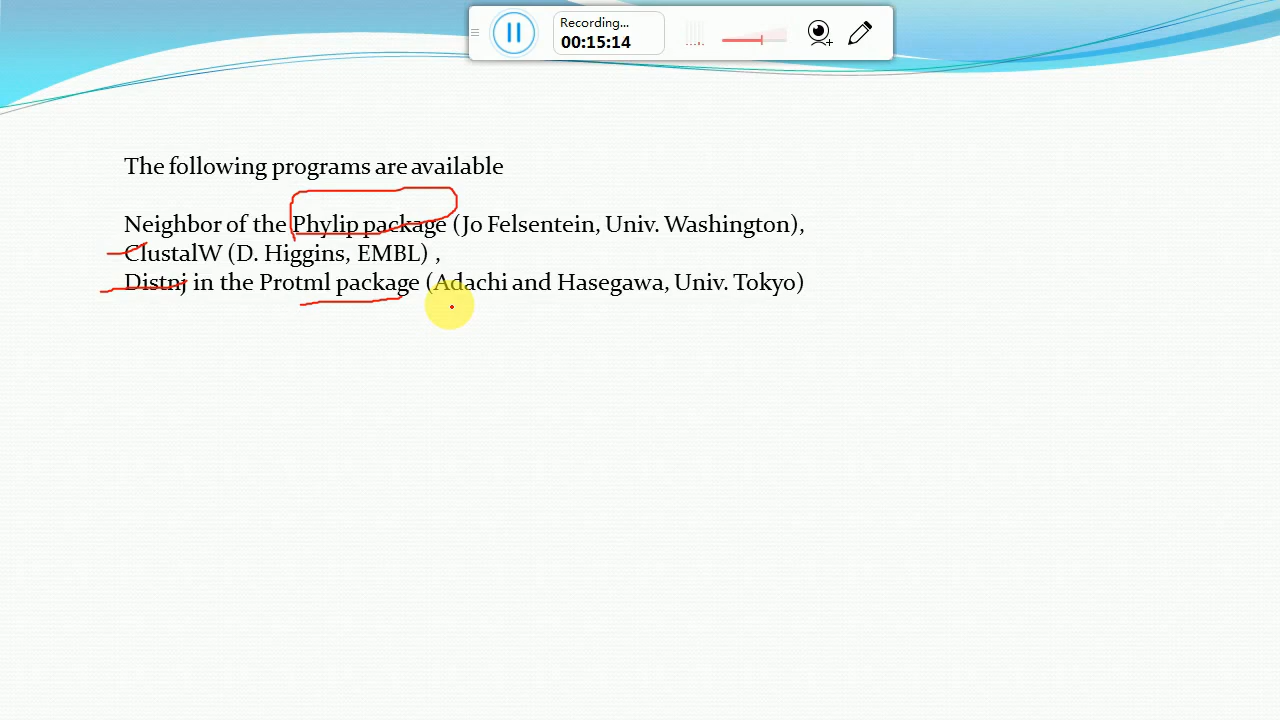 Recording...
00:15:14
The following programs are available
Neighbor of the Phylip package (Jo Felsentein, Univ. Washington),
ClustalW (D. Higgins, EMBL) ,
Distnj in the Protml package (Adachi and Hasegawa, Univ. Tokyo)